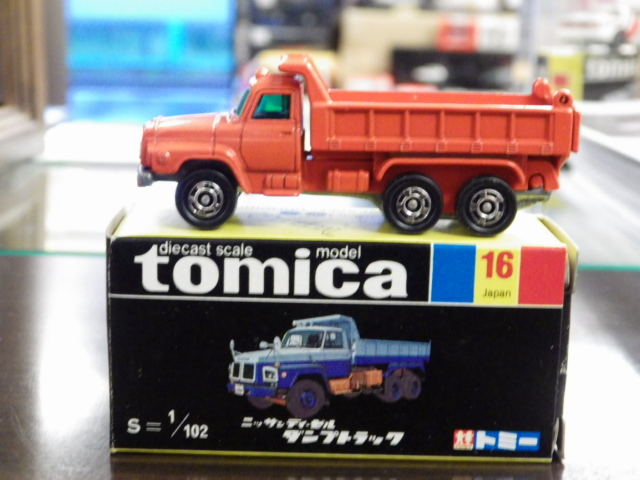 diecast scale model
tomica
16
Japan
S = 1/102
ニッサンディーゼル
ダンプトラック
トミー